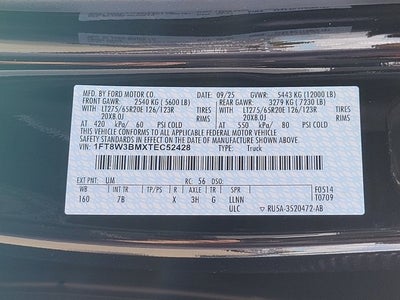 MFD. BY FORD MOTOR CO. 09/25 GVWR: 5443 KG (12000 LB)
FRONT GAWR: 2540 KG (5600 LB) REAR GAWR: 3279 KG (7230 LB)
LT275/65R20E 126/123R TIRES LT275/65R20E 126/123R TIRES
20X8.0J RIMS 20X8.0J RIMS
AT 420 kPa/ 60 PSI COLD AT 550 kPa/ 80 PSI COLD
THIS VEHICLE CONFORMS TO ALL APPLICABLE FEDERAL MOTOR VEHICLE
SAFETY STANDARDS IN EFFECT ON THE DATE OF MANUFACTURE SHOWN ABOVE.
VIN: 1FT8W3BMXTEC52428 TYPE: Truck
EXT PNT: UM RC: 56 DSO:
WB INT TR TP/PS R AX TR SPR F0514
160 7B X 3H G LLNN T0709
ULC RU5A-3520472-AB